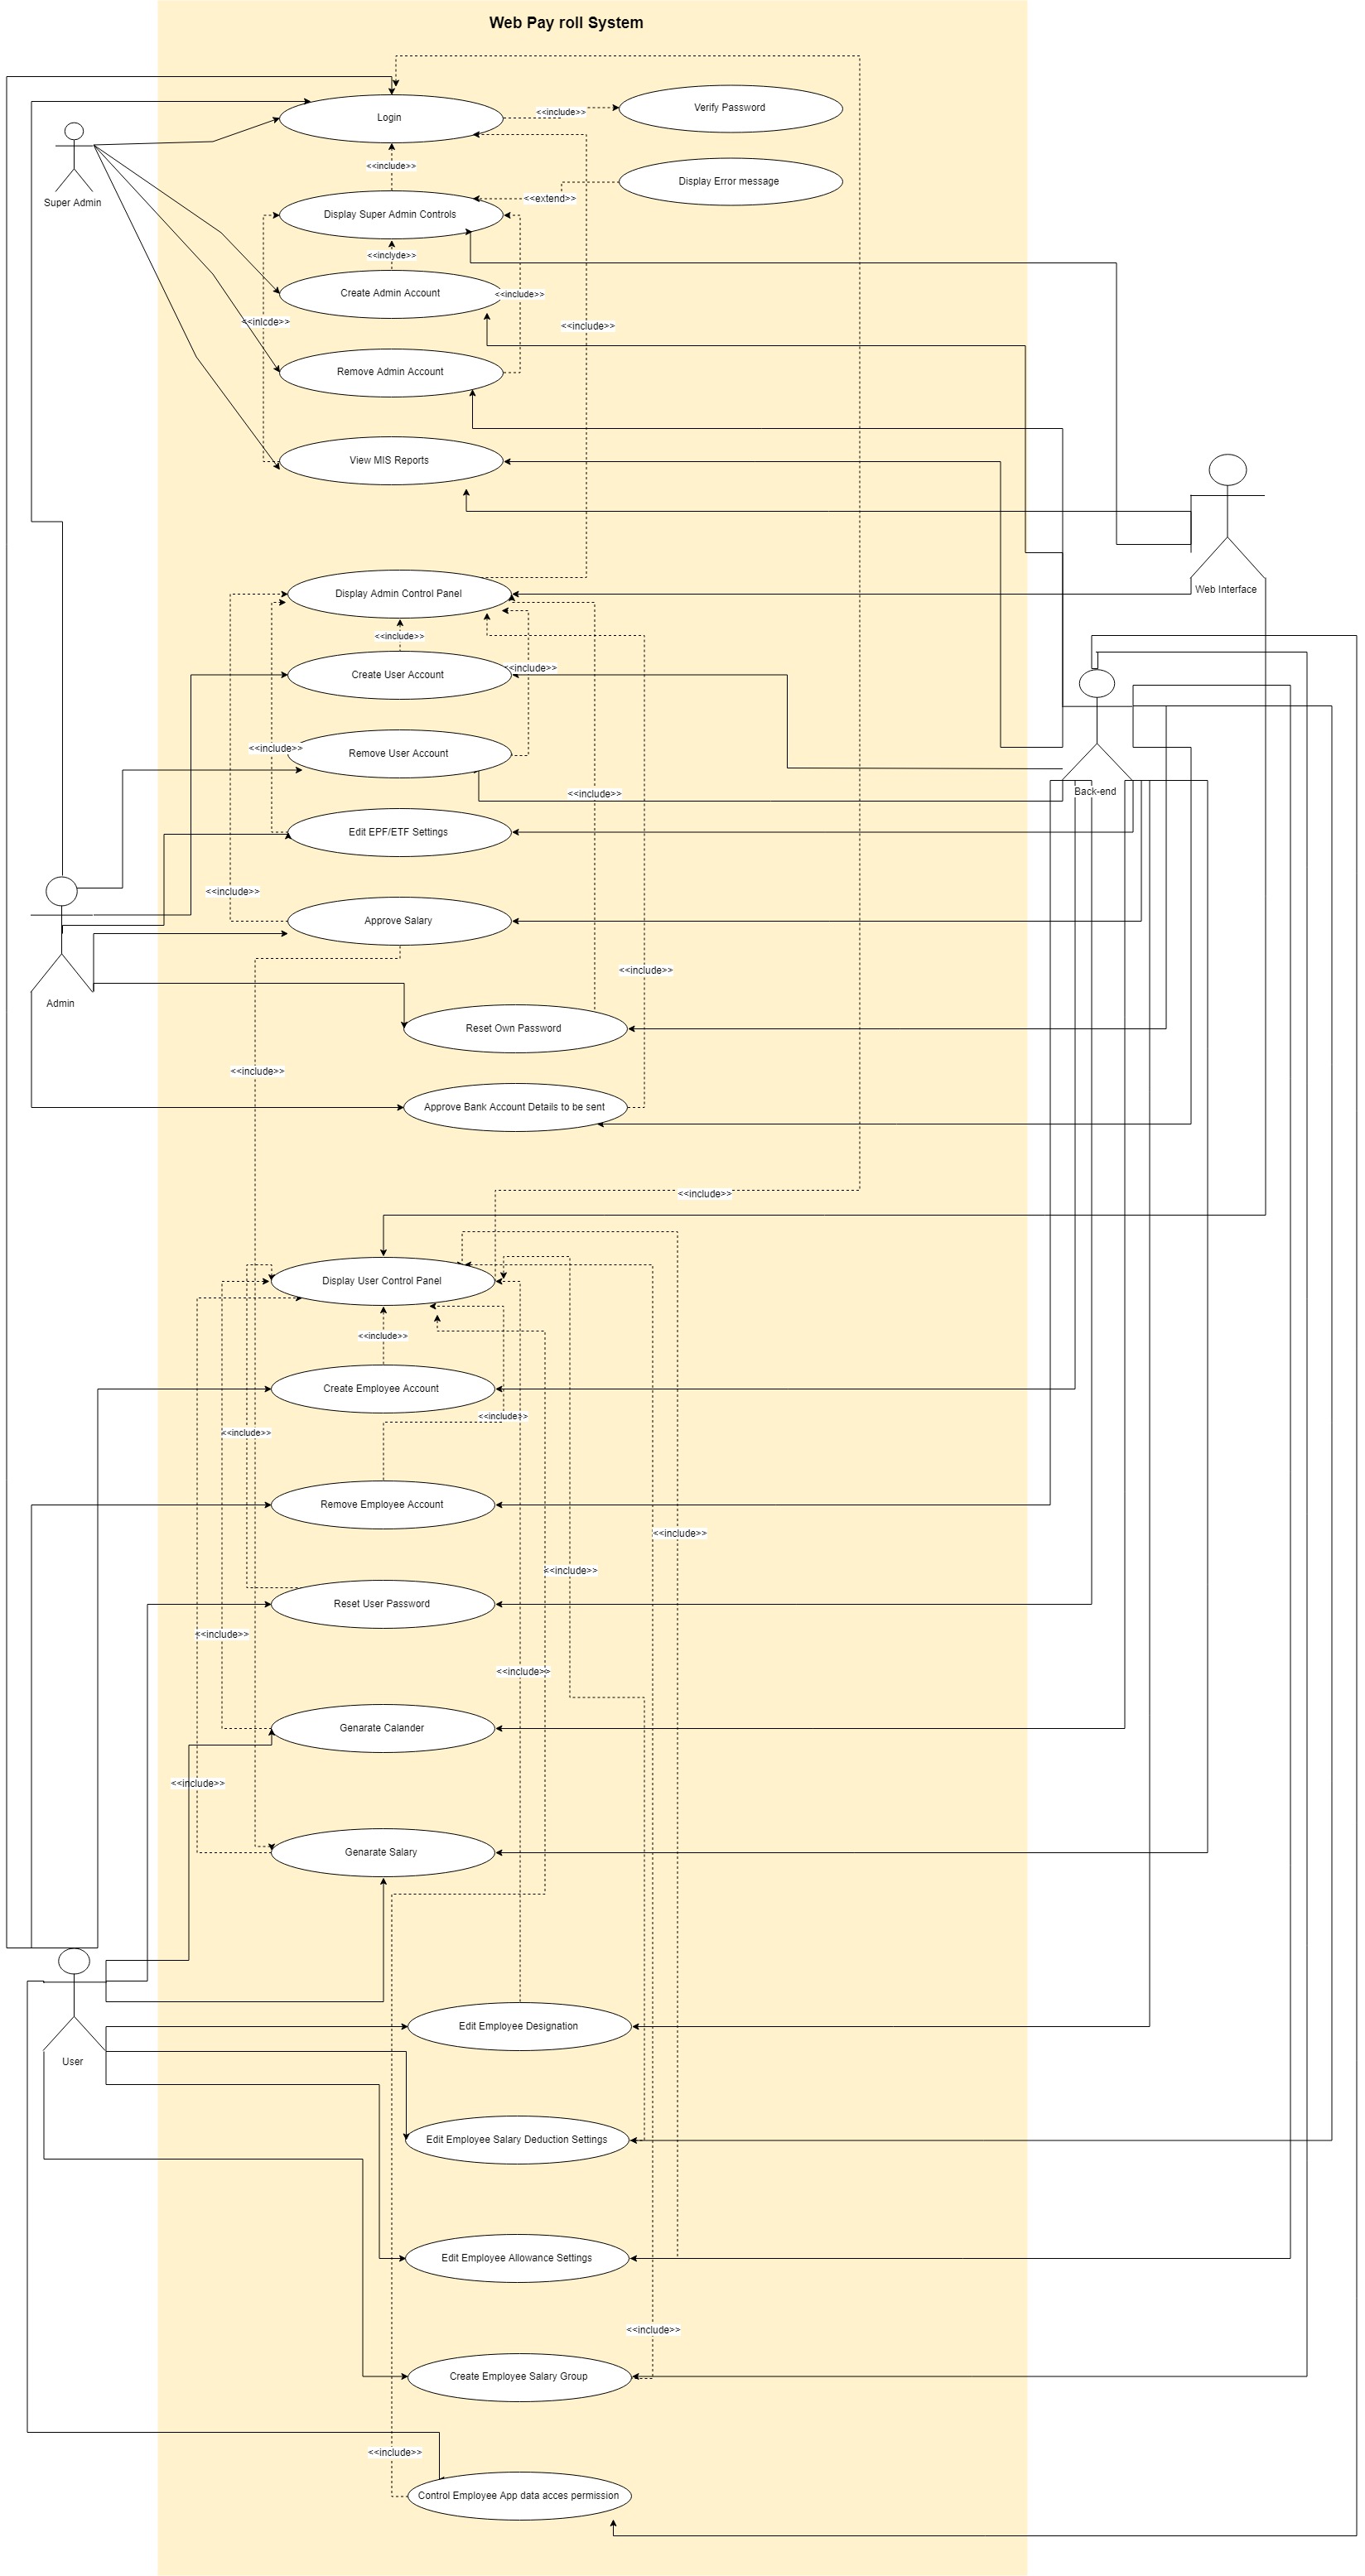 Web Pay roll System
Login
<<include>>
Verify Password
Super Admin
<<include>>
Display Error message
<<extend>>
Display Super Admin Controls
<<inclyde>>
Create Admin Account
<<include>>
<<inlcde>>
<<include>>
Remove Admin Account
View MIS Reports
Web Interface
Display Admin Control Panel
<<include>>
Create User Account
<<include>>
<<include>>
Remove User Account
Back-end
<<include>>
Edit EPF/ETF Settings
<<include>>
Approve Salary
<<include>>
Admin
Reset Own Password
<<include>>
Approve Bank Account Details to be sent
<<include>>
Display User Control Panel
<<include>>
Create Employee Account
<<include>>
<<include>>
Remove Employee Account
<<include>>
<<include>>
Reset User Password
<<include>>
<<include>>
Genarate Calander
<<include>>
Genarate Salary
User
Edit Employee Designation
Edit Employee Salary Deduction Settings
Edit Employee Allowance Settings
<<include>>
Create Employee Salary Group
<<include>>
Control Employee App data acces permission